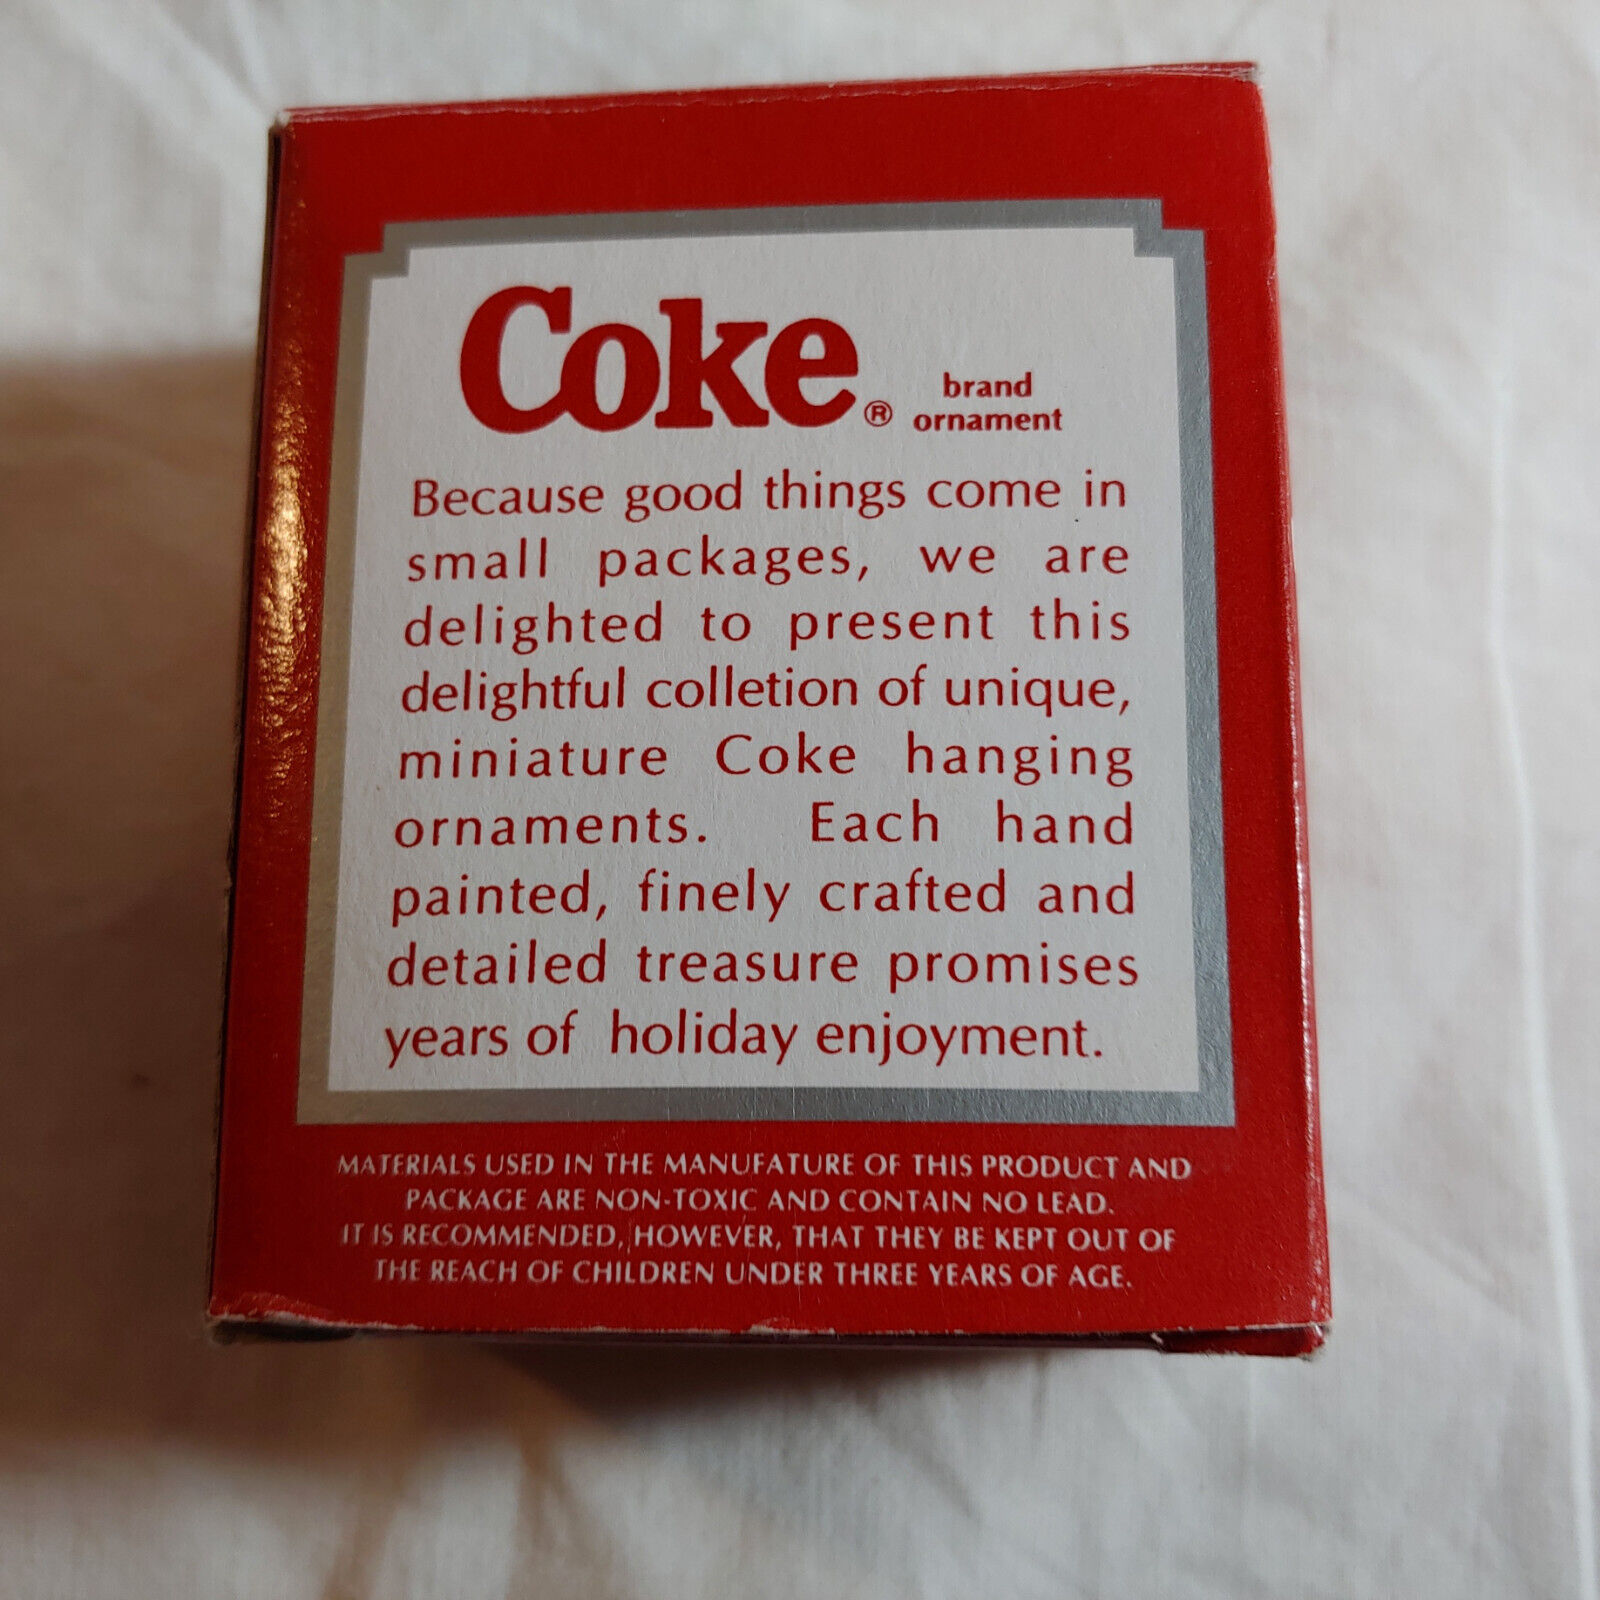 Coke® brand
ornament
Because good things come in
small packages, we are
delighted to present this
delightful colletion of unique,
miniature Coke hanging
ornaments. Each hand
painted, finely crafted and
detailed treasure promises
years of holiday enjoyment.
MATERIALS USED IN THE MANUFATURE OF THIS PRODUCT AND
PACKAGE ARE NON-TOXIC AND CONTAIN NO LEAD.
IT IS RECOMMENDED, HOWEVER, THAT THEY BE KEPT OUT OF
THE REACH OF CHILDREN UNDER THREE YEARS OF AGE.